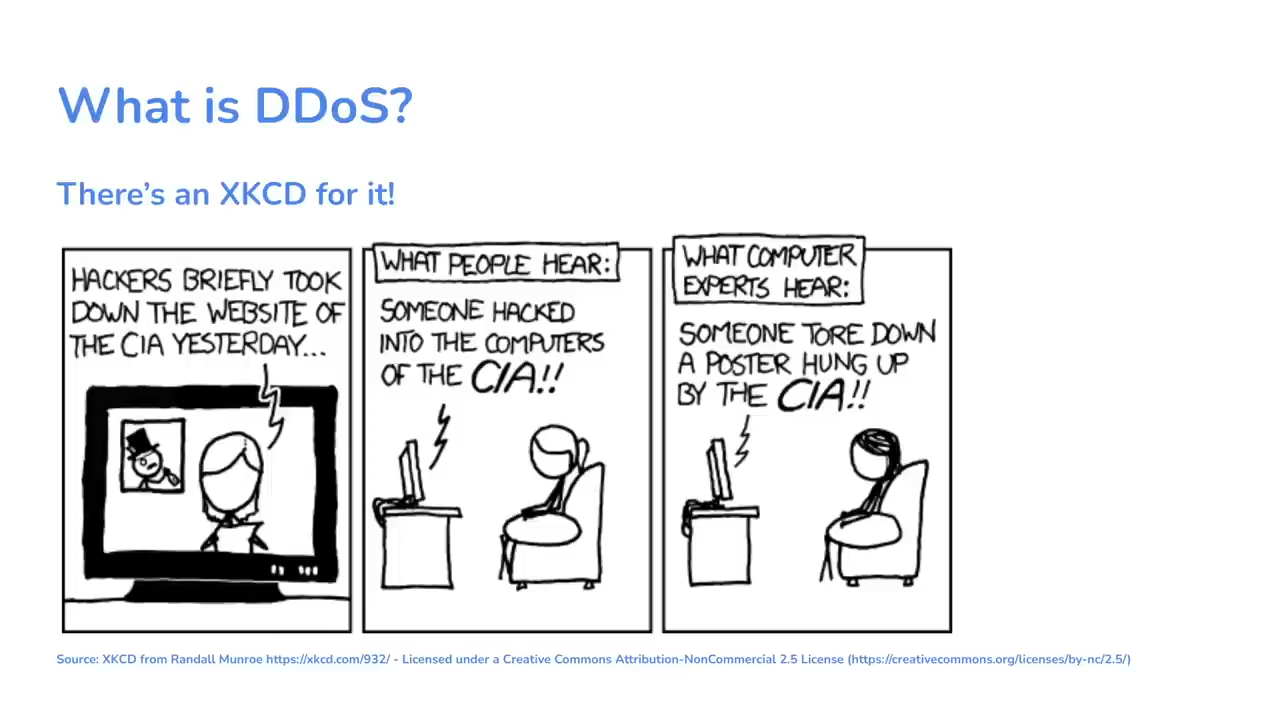 What is DDoS?
There's an XKCD for it!
HACKERS BRIEFLY TOOK
DOWN THE WEBSITE OF
THE CIA YESTERDAY...
WHAT PEOPLE HEAR:
SOMEONE HACKED
INTO THE COMPUTERS
OF THE CIA!!
WHAT COMPUTER
EXPERTS HEAR:
SOMEONE TORE DOWN
A POSTER HUNG UP
BY THE CIA!!
Source: XKCD from Randall Munroe https://xkcd.com/932/ - Licensed under a Creative Commons Attribution-NonCommercial 2.5 License (https://creativecommons.org/licenses/by-nc/2.5/)